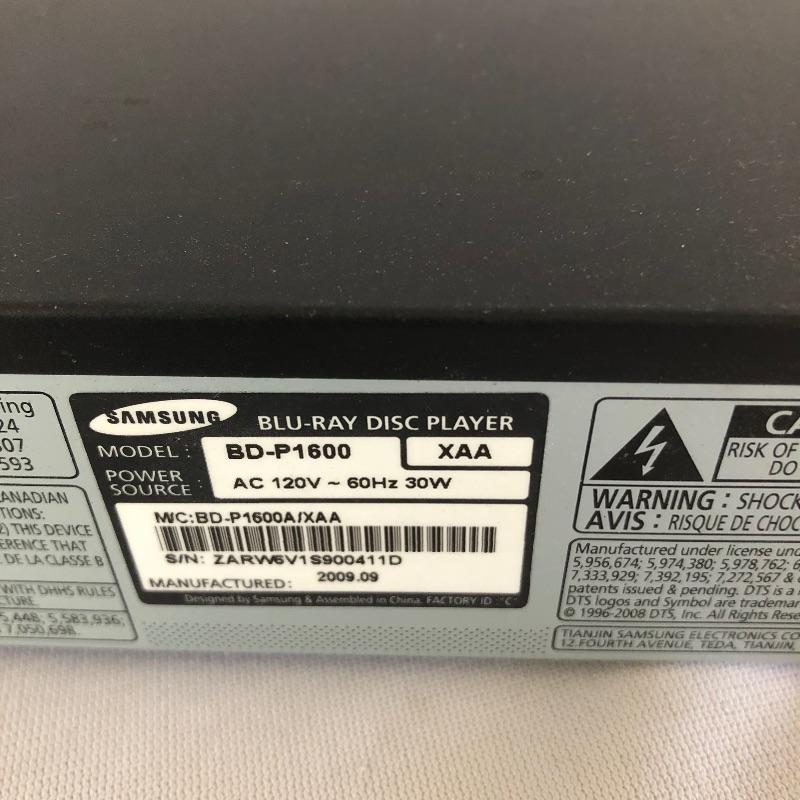 ing
24
507
593
CANADIAN
TIONS:
2) THIS DEVICE
ERENCE THAT
DE LA CLASSE B
WITH DHHS RULES
CTURE
5,448, 5,583,936,
7,050,698.
SAMSUNG BLU-RAY DISC PLAYER
MODEL : BD-P1600 XAA
POWER SOURCE : AC 120V ~ 60Hz 30W
M/C:BD-P1600A/XAA
S/N: ZARW6V1S900411D
MANUFACTURED: 2009.09
Designed by Samsung & Assembled in China. FACTORY ID "C"
CA
RISK OF
DO
WARNING : SHOCK
AVIS : RISQUE DE CHOC
Manufactured under license und
5,956,674; 5,974,380; 5,978,762; 6
7,333,929; 7,392,195; 7,272,567 &
patents issued & pending. DTS is a
DTS logos and Symbol are trademar
© 1996-2008 DTS, Inc. All Rights Rese
TIANJIN SAMSUNG ELECTRONICS CO
12.FOURTH AVENUE, TEDA, TIANJIN,